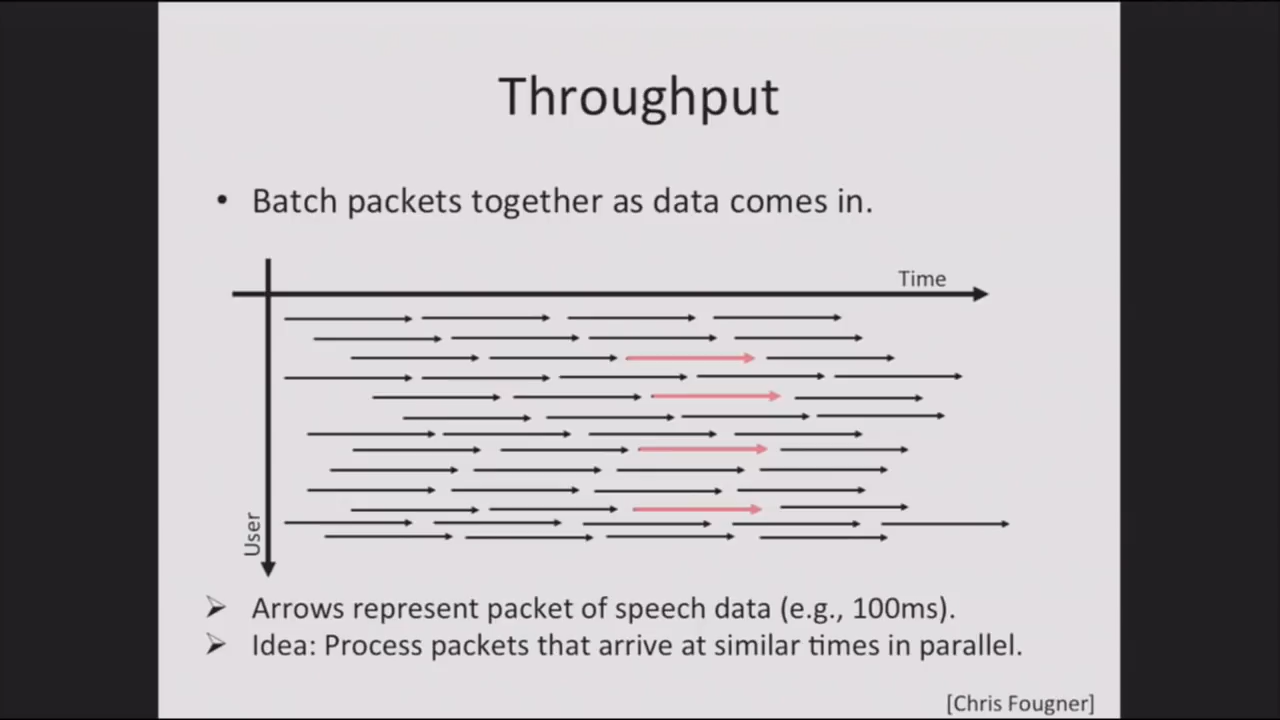 Throughput
• Batch packets together as data comes in.
Time
User
➢ Arrows represent packet of speech data (e.g., 100ms).
➢ Idea: Process packets that arrive at similar times in parallel.
[Chris Fougner]